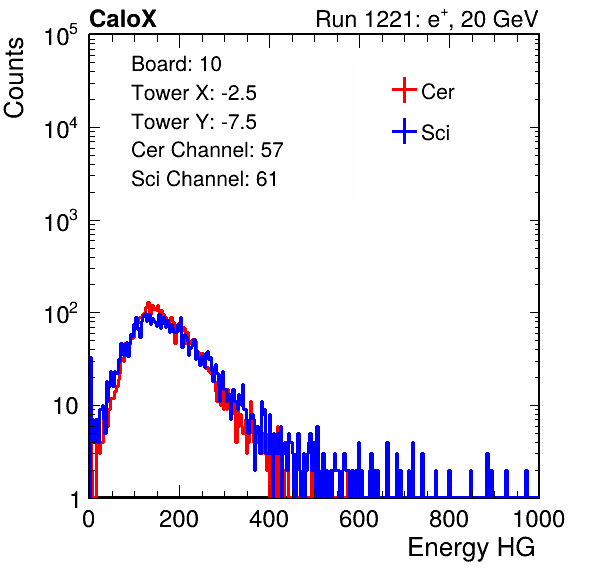 CaloX Run 1221: e⁺, 20 GeV
Counts
Board: 10
Tower X: -2.5
Tower Y: -7.5
Cer Channel: 57
Sci Channel: 61
Cer
Sci
10⁵
10⁴
10³
10²
10
1
0 200 400 600 800 1000
Energy HG